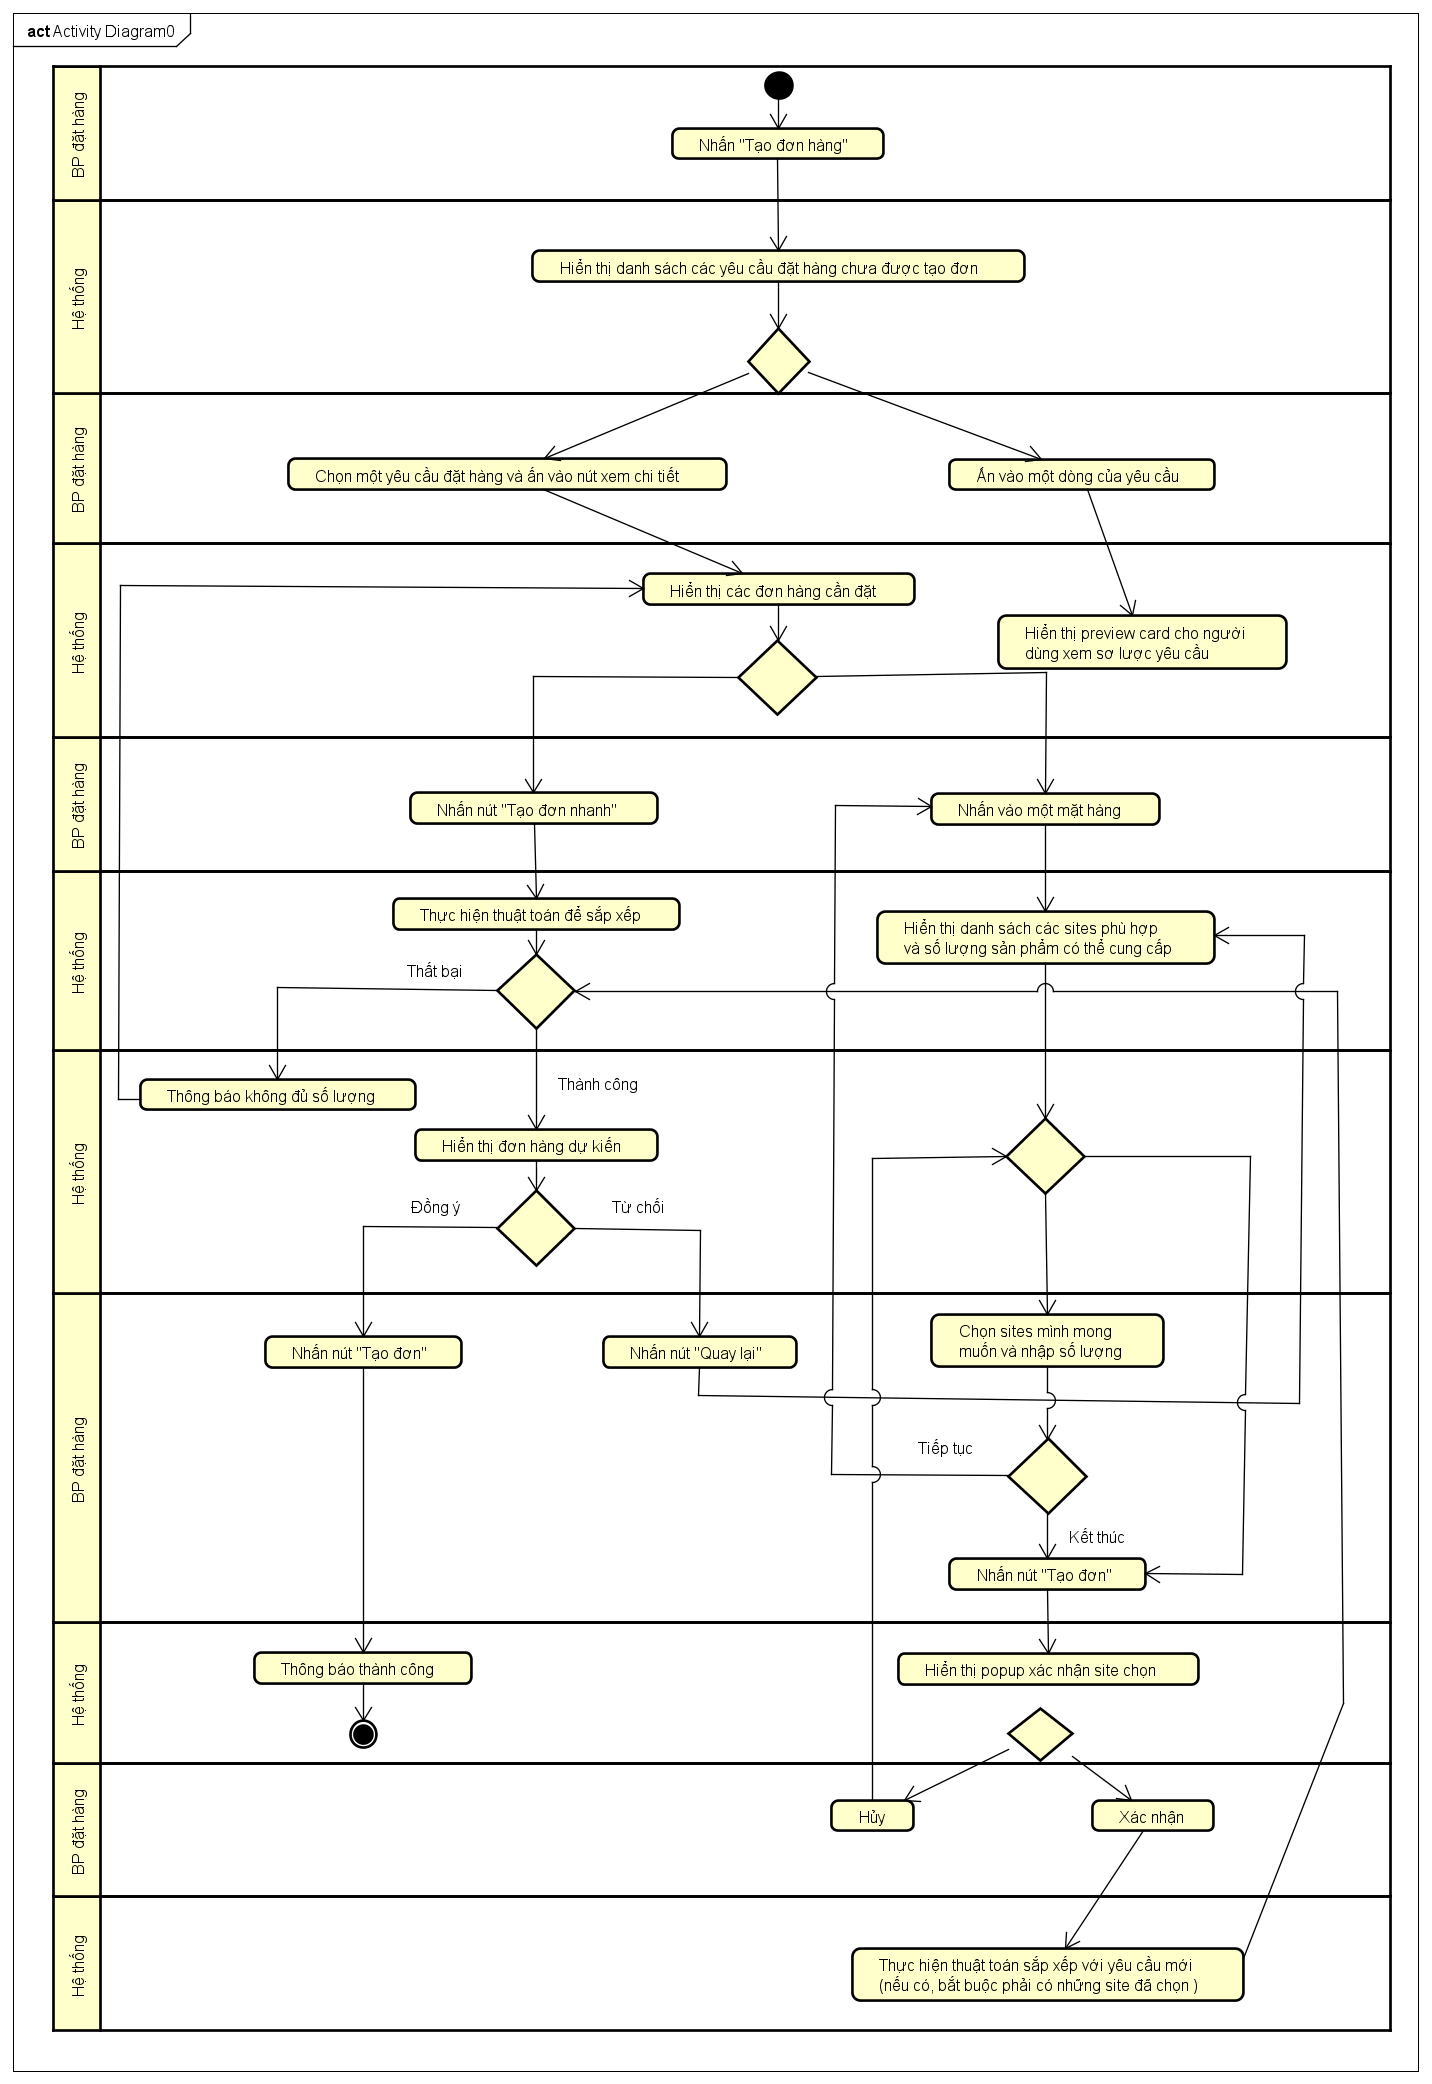 act Activity Diagram0
BP đặt hàng
Nhấn "Tạo đơn hàng"
Hệ thống
Hiển thị danh sách các yêu cầu đặt hàng chưa được tạo đơn
BP đặt hàng
Chọn một yêu cầu đặt hàng và ấn vào nút xem chi tiết
Ấn vào một dòng của yêu cầu
Hệ thống
Hiển thị các đơn hàng cần đặt
Hiển thị preview card cho người
dùng xem sơ lược yêu cầu
BP đặt hàng
Nhấn nút "Tạo đơn nhanh"
Nhấn vào một mặt hàng
Hệ thống
Thực hiện thuật toán để sắp xếp
Hiển thị danh sách các sites phù hợp
và số lượng sản phẩm có thể cung cấp
Thất bại
Hệ thống
Thành công
Thông báo không đủ số lượng
Hiển thị đơn hàng dự kiến
Đồng ý
Từ chối
BP đặt hàng
Chọn sites mình mong
muốn và nhập số lượng
Nhấn nút "Tạo đơn"
Nhấn nút "Quay lại"
Tiếp tục
Kết thúc
Nhấn nút "Tạo đơn"
Hệ thống
Thông báo thành công
Hiển thị popup xác nhận site chọn
BP đặt hàng
Hủy
Xác nhận
Hệ thống
Thực hiện thuật toán sắp xếp với yêu cầu mới
(nếu có, bắt buộc phải có những site đã chọn )